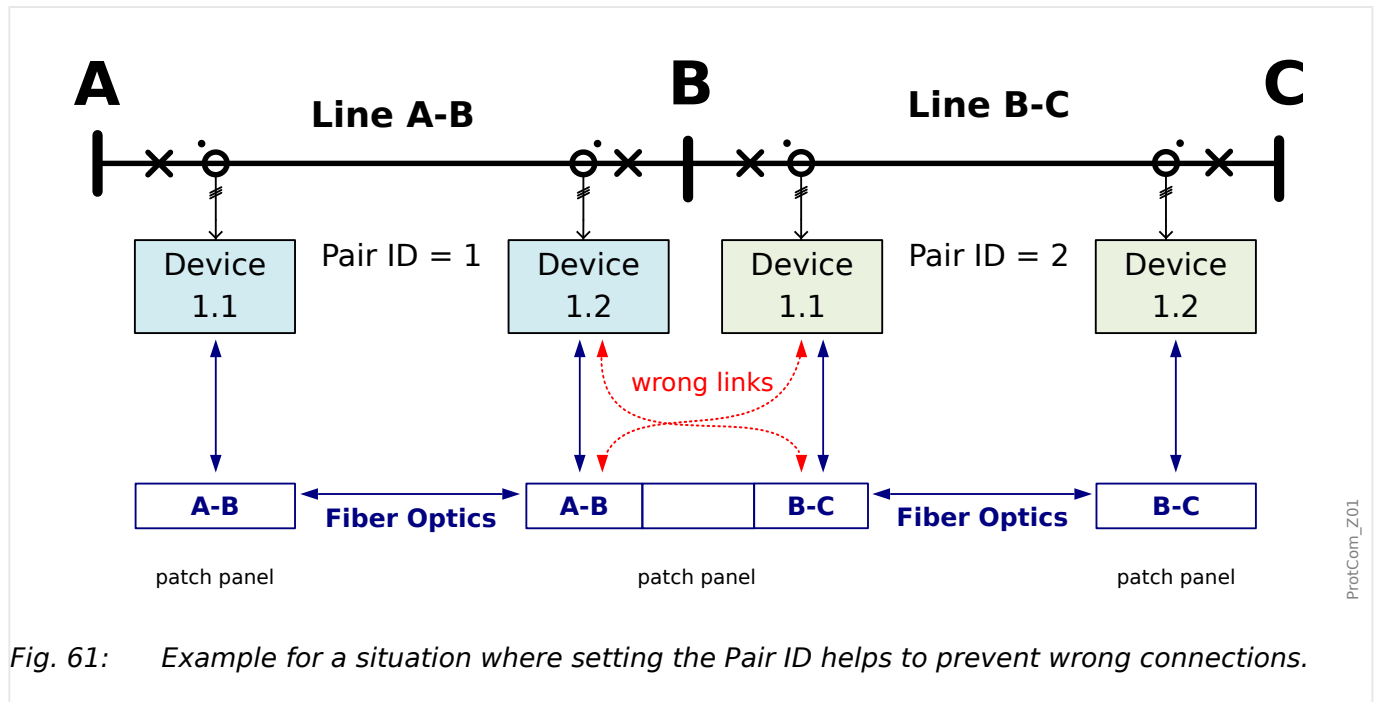 A
B
C
Line A-B
Line B-C
Device
1.1
Pair ID = 1
Device
1.2
Device
1.1
Pair ID = 2
Device
1.2
wrong links
A-B
Fiber Optics
A-B
B-C
Fiber Optics
B-C
patch panel
patch panel
patch panel
ProtCom_Z01
Fig. 61: Example for a situation where setting the Pair ID helps to prevent wrong connections.